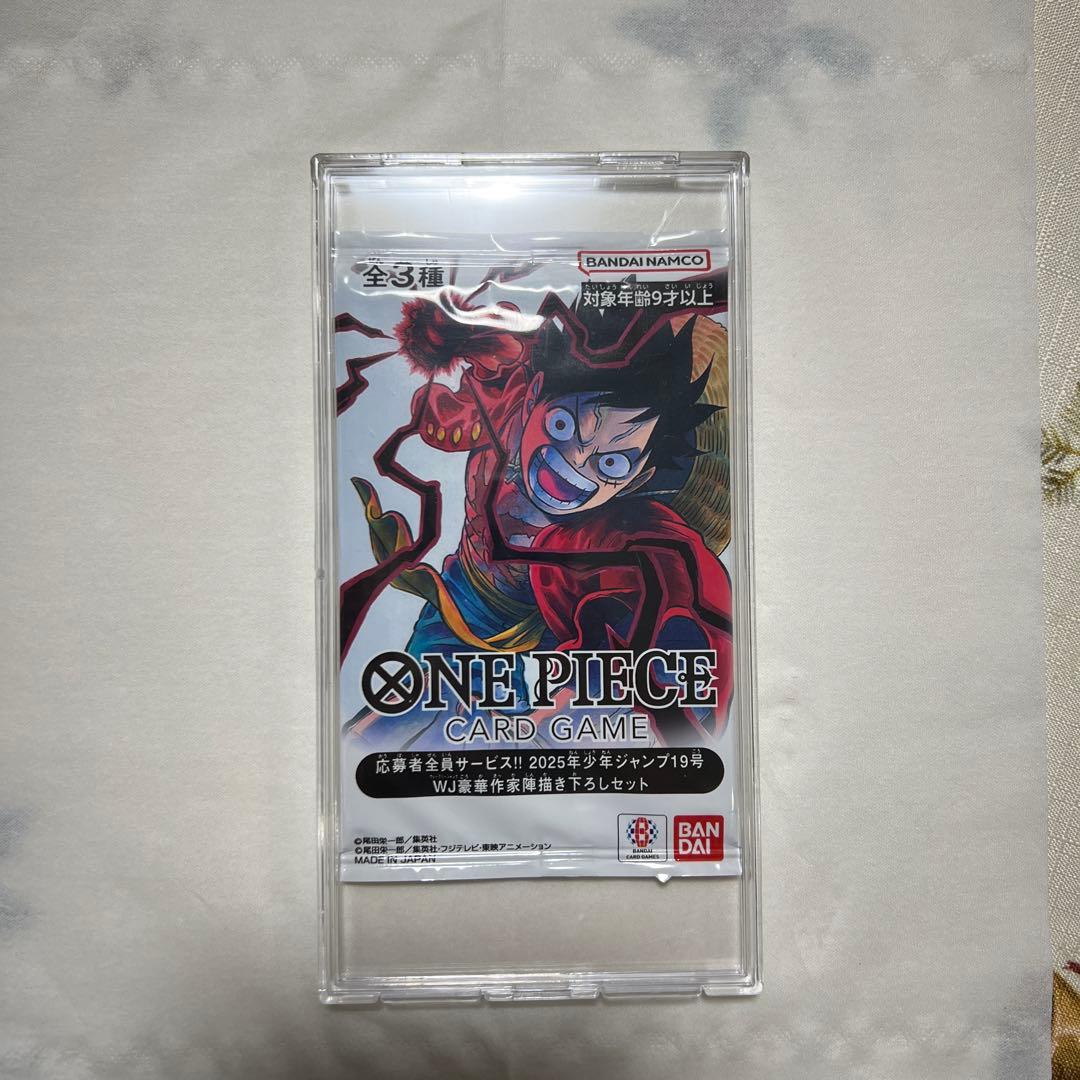 全3種
BANDAI NAMCO
対象年齢9才以上
ONE PIECE
CARD GAME
応募者全員サービス!! 2025年少年ジャンプ19号
WJ豪華作家陣描き下ろしセット
©尾田栄一郎/集英社
©尾田栄一郎/集英社・フジテレビ・東映アニメーション
MADE IN JAPAN
BANDAI
CARD GAMES
BAN
DAI